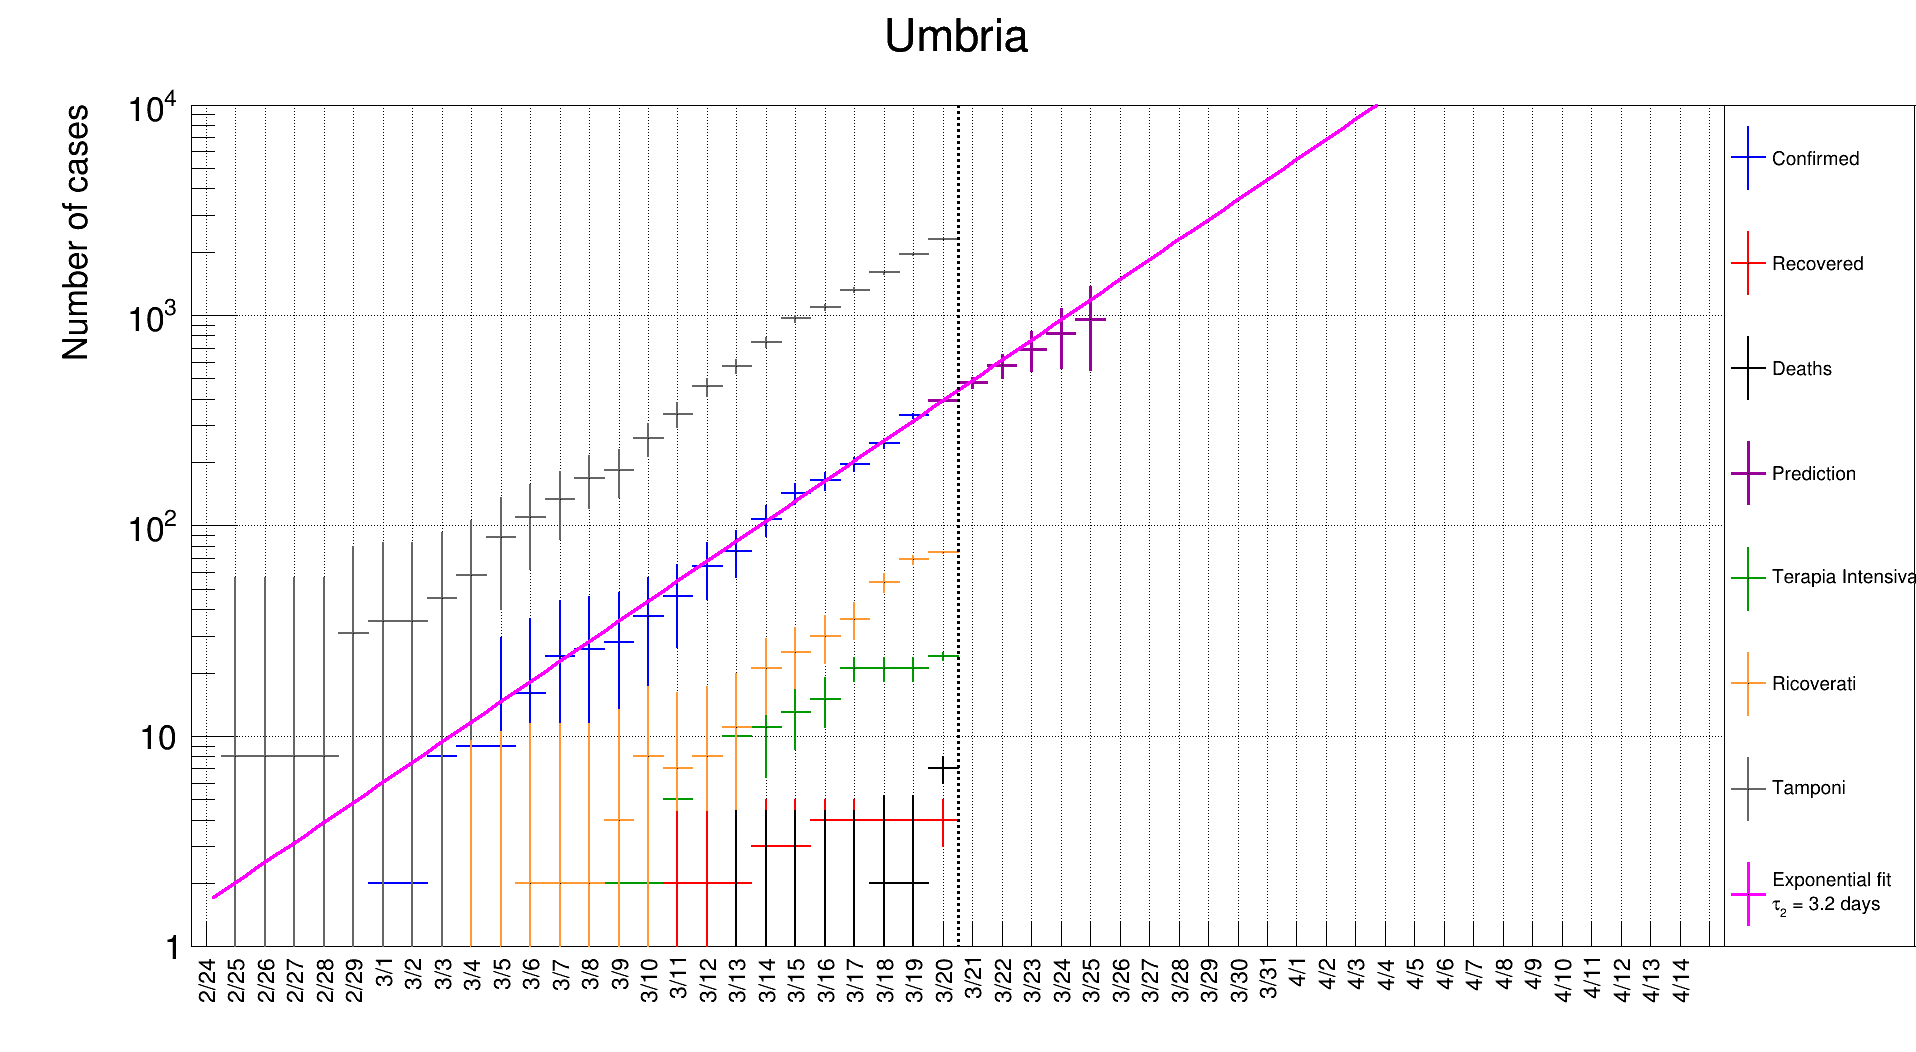 Umbria
Number of cases
10^4
10^3
10^2
10
1
2/24 2/25 2/26 2/27 2/28 2/29 3/1 3/2 3/3 3/4 3/5 3/6 3/7 3/8 3/9 3/10 3/11 3/12 3/13 3/14 3/15 3/16 3/17 3/18 3/19 3/20 3/21 3/22 3/23 3/24 3/25 3/26 3/27 3/28 3/29 3/30 3/31 4/1 4/2 4/3 4/4 4/5 4/6 4/7 4/8 4/9 4/10 4/11 4/12 4/13 4/14
Confirmed
Recovered
Deaths
Prediction
Terapia Intensiva
Ricoverati
Tamponi
Exponential fit
τ_2 = 3.2 days